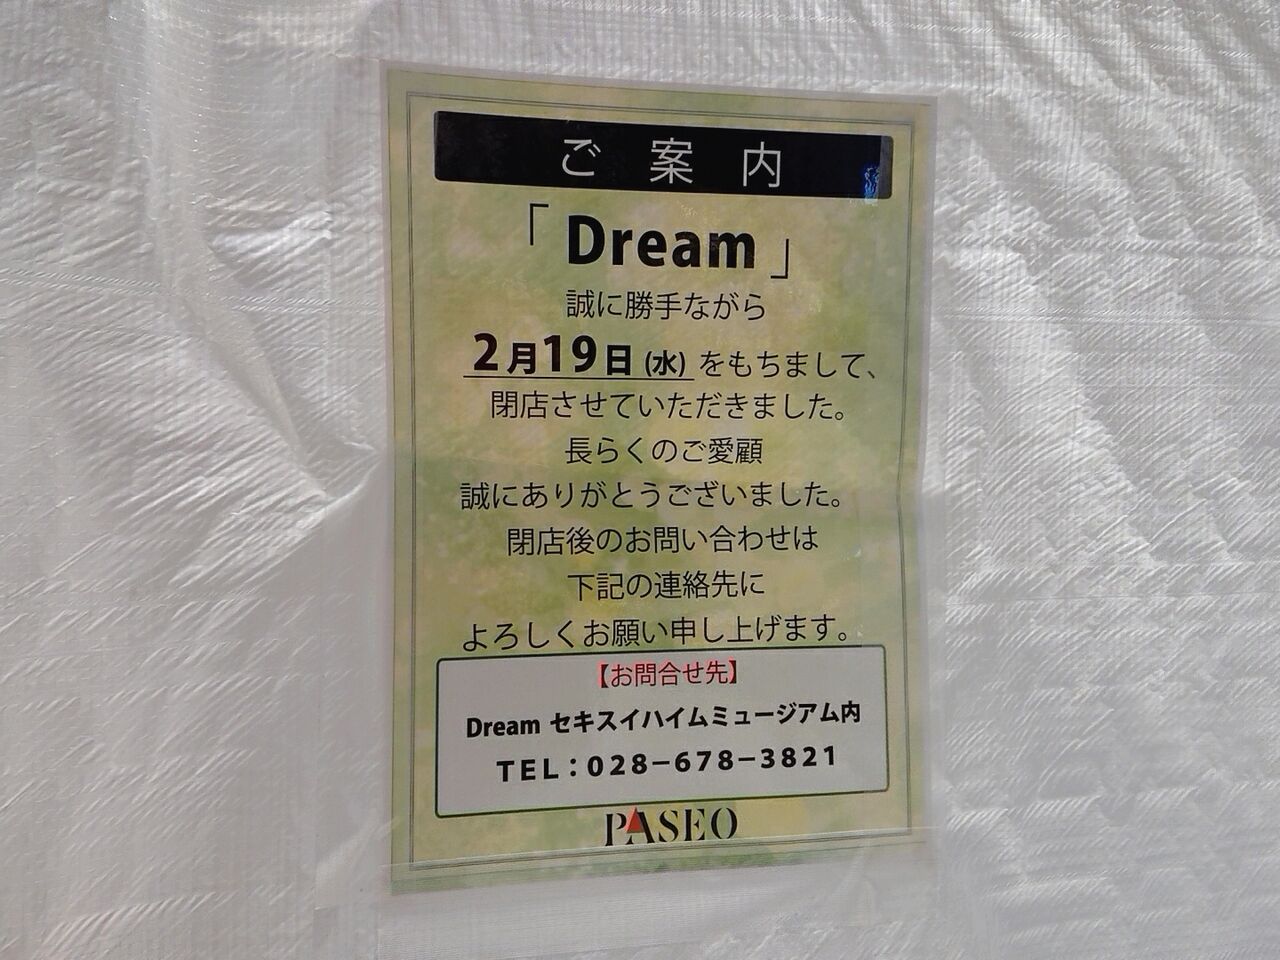 ご案内
「Dream」
誠に勝手ながら
2月19日(水)をもちまして、
閉店させていただきました。
長らくのご愛顧
誠にありがとうございました。
閉店後のお問い合わせは
下記の連絡先に
よろしくお願い申し上げます。
【お問合せ先】
Dream セキスイハイムミュージアム内
TEL：028−678−3821
PASEO